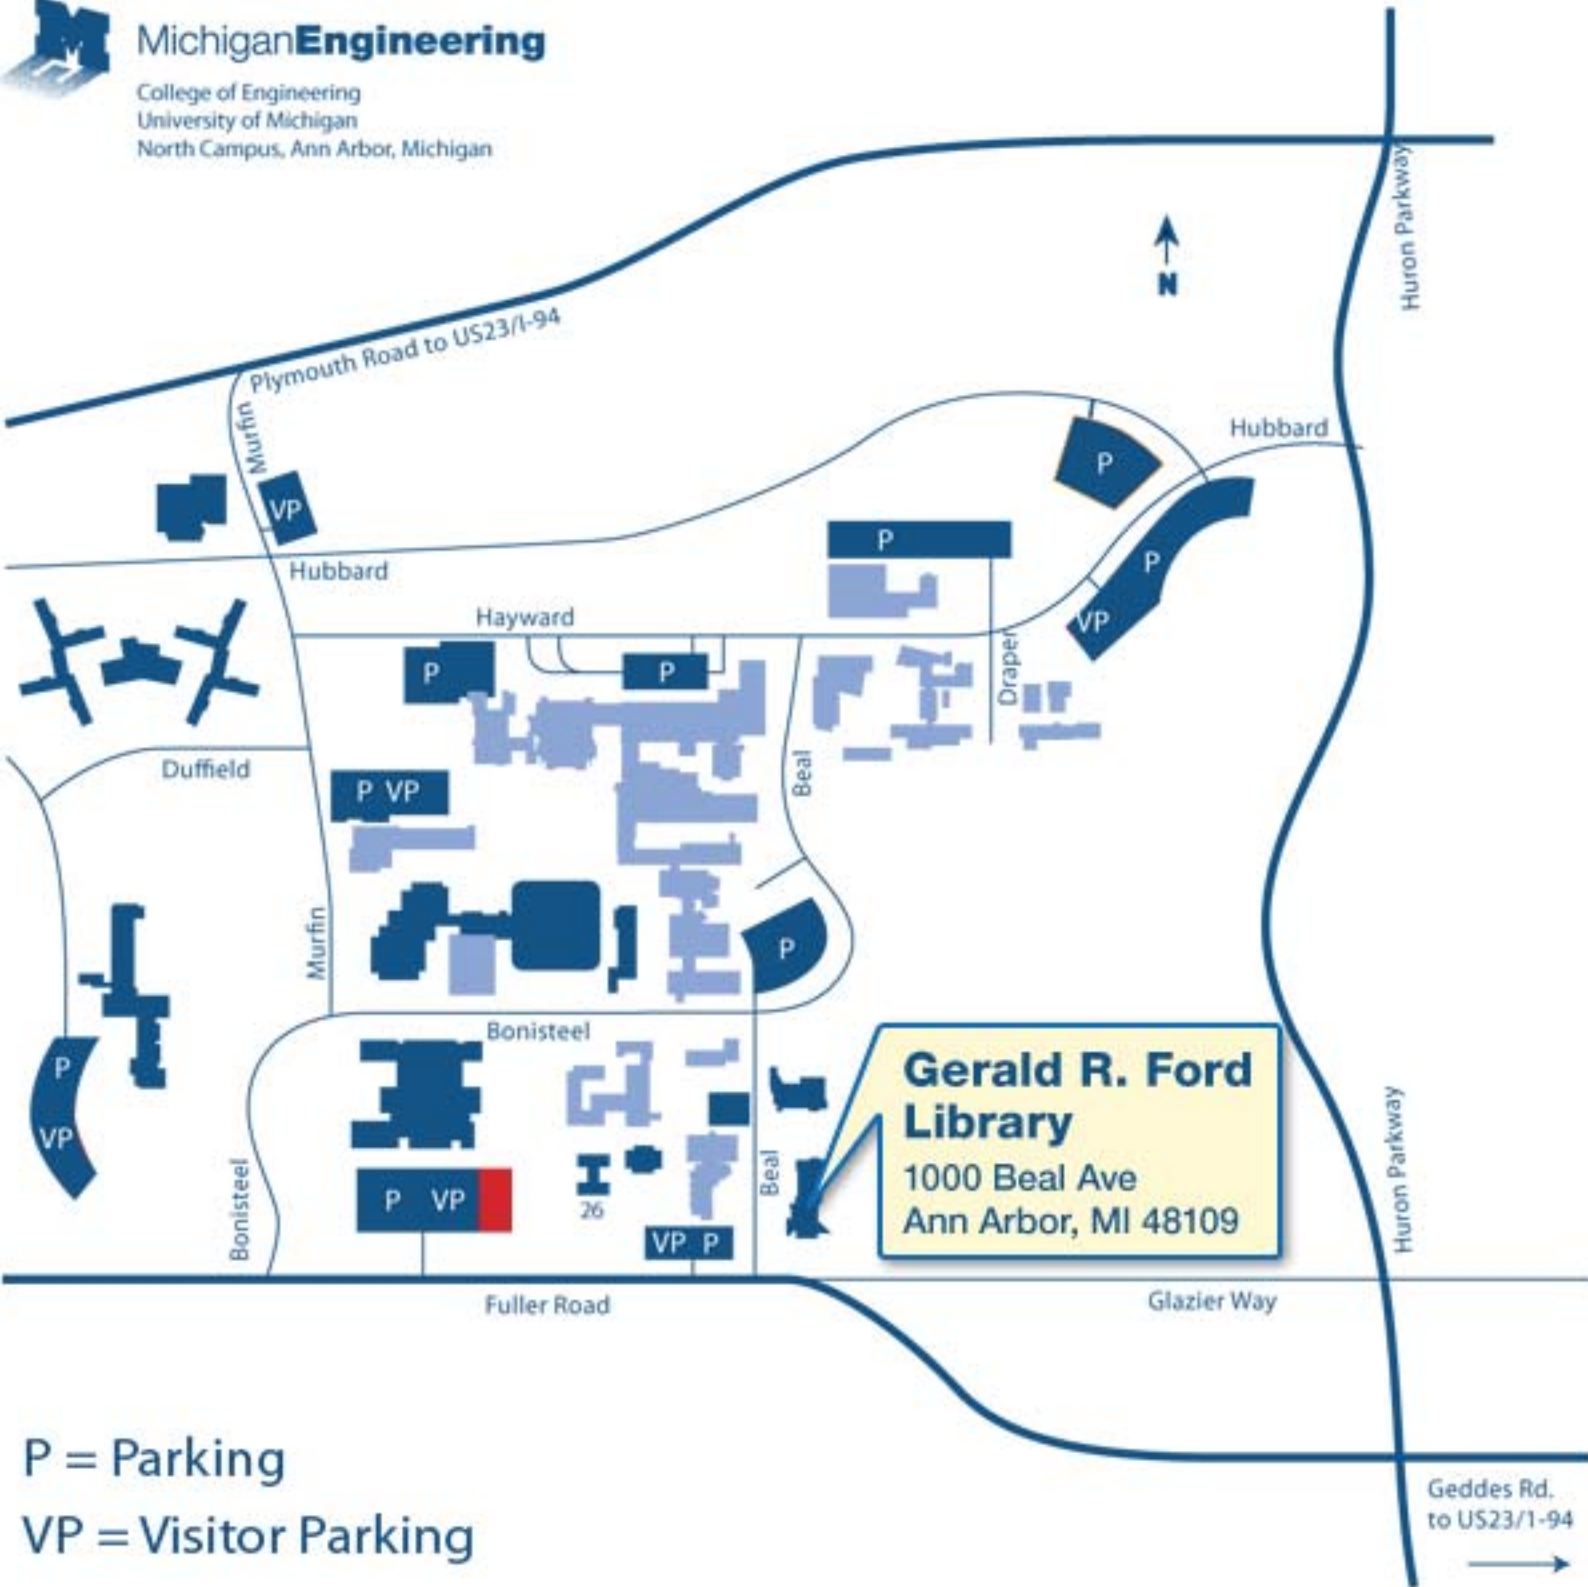 M
MichiganEngineering
College of Engineering
University of Michigan
North Campus, Ann Arbor, Michigan
Huron Parkway
N
Plymouth Road to US23/I-94
Murfin
Hubbard
P
VP
P
P
Hubbard
Hayward
VP
P
P
Draper
Duffield
Beal
P VP
Murfin
P
Bonisteel
Gerald R. Ford
Library
1000 Beal Ave
Ann Arbor, MI 48109
P
VP
Huron Parkway
Bonisteel
Beal
P VP
26
VP P
Fuller Road
Glazier Way
P = Parking
VP = Visitor Parking
Geddes Rd.
to US23/1-94